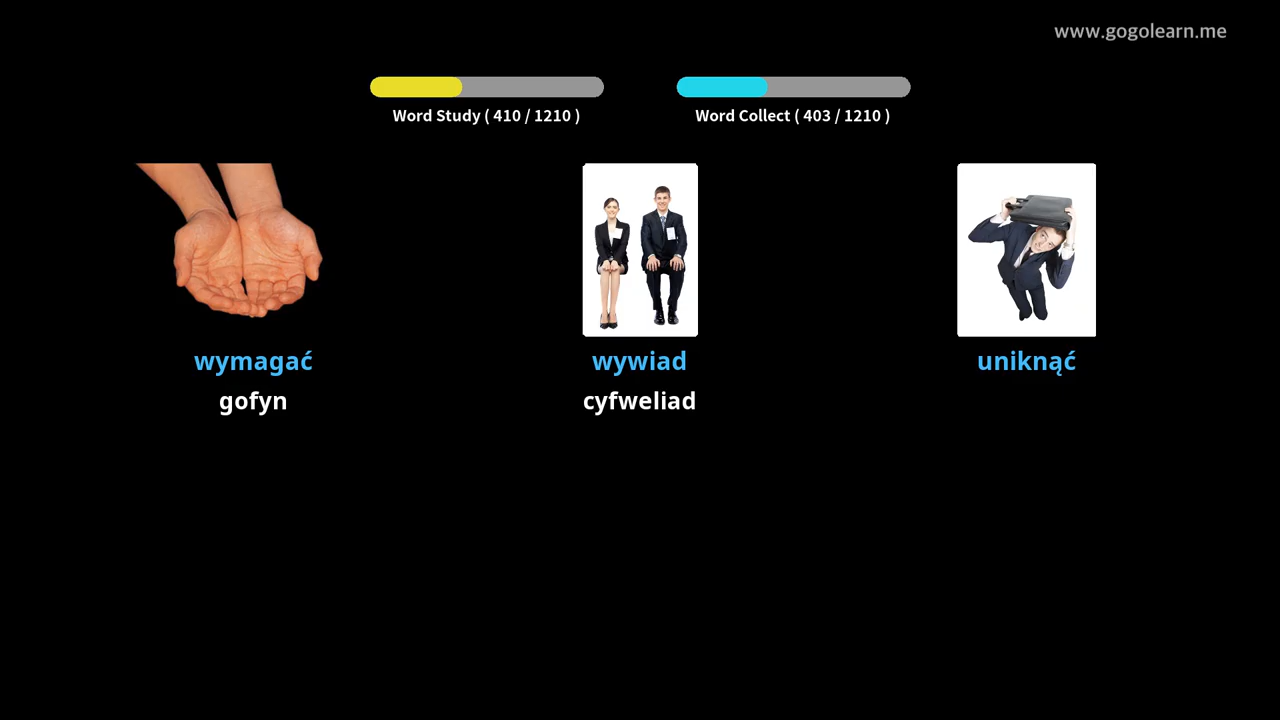 www.gogolearn.me
Word Study ( 410 / 1210 )
Word Collect ( 403 / 1210 )
wymagać
gofyn
wywiad
cyfweliad
uniknąć